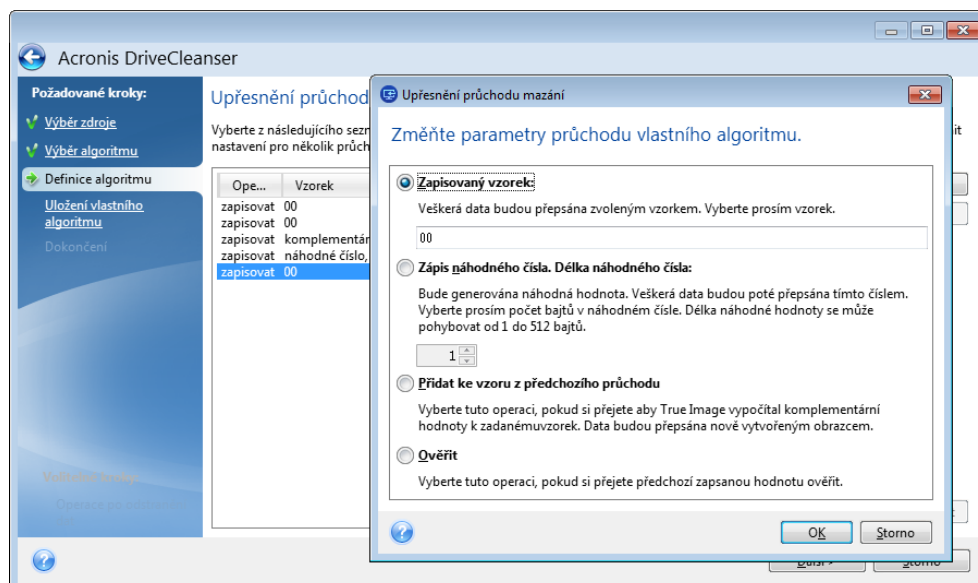 Acronis DriveCleanser
Požadované kroky:
Výběr zdroje
Výběr algoritmu
Definice algoritmu
Uložení vlastního
algoritmu
Dokončení
Operace po
Upřesnění průchod
Vyberte z následujícího
nastavení pro několik průch
Ope... Vzorek
zapisovat 00
zapisovat 00
zapisovat komplementár
zapisovat náhodné číslo,
zapisovat 00
Upřesnění průchodu mazání
Změňte parametry průchodu vlastního algoritmu.
Zapisovaný vzorek:
Veškerá data budou přepsána zvoleným vzorkem. Vyberte prosím vzorek.
00
Zápis náhodného čísla. Délka náhodného čísla:
Bude generována náhodná hodnota. Veškerá data budou poté přepsána tímto číslem.
Vyberte prosím počet bajtů v náhodném čísle. Délka náhodné hodnoty se může
pohybovat od 1 do 512 bajtů.
1
Přidat ke vzoru z předchozího průchodu
Vyberte tuto operaci, pokud si přejete aby True Image vypočítal komplementární
hodnoty k zadanémuvzorek. Data budou přepsána nově vytvořeným obrazcem.
Ověřit
Vyberte tuto operaci, pokud si přejete předchozí zapsanou hodnotu ověřit.
OK
Storno
Další >
Storno